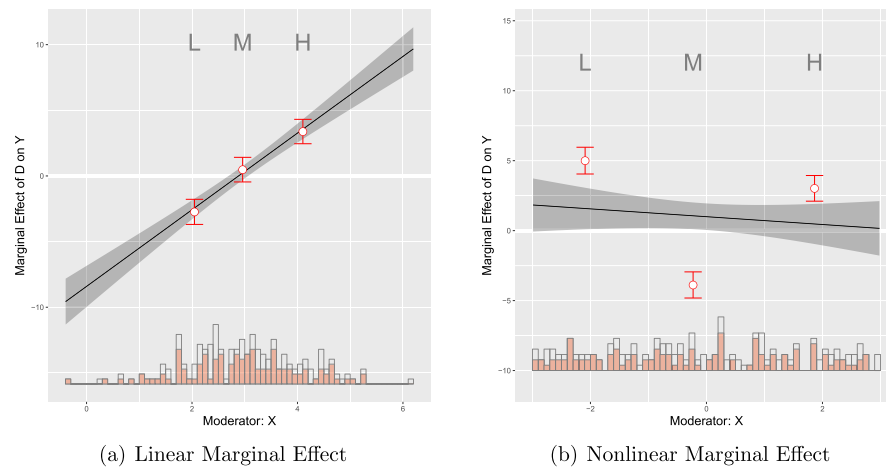 L M H
10
0
−10
Marginal Effect of D on Y
0 2 4 6
Moderator: X
(a) Linear Marginal Effect
L M H
15
10
5
0
−5
−10
Marginal Effect of D on Y
−2 0 2
Moderator: X
(b) Nonlinear Marginal Effect